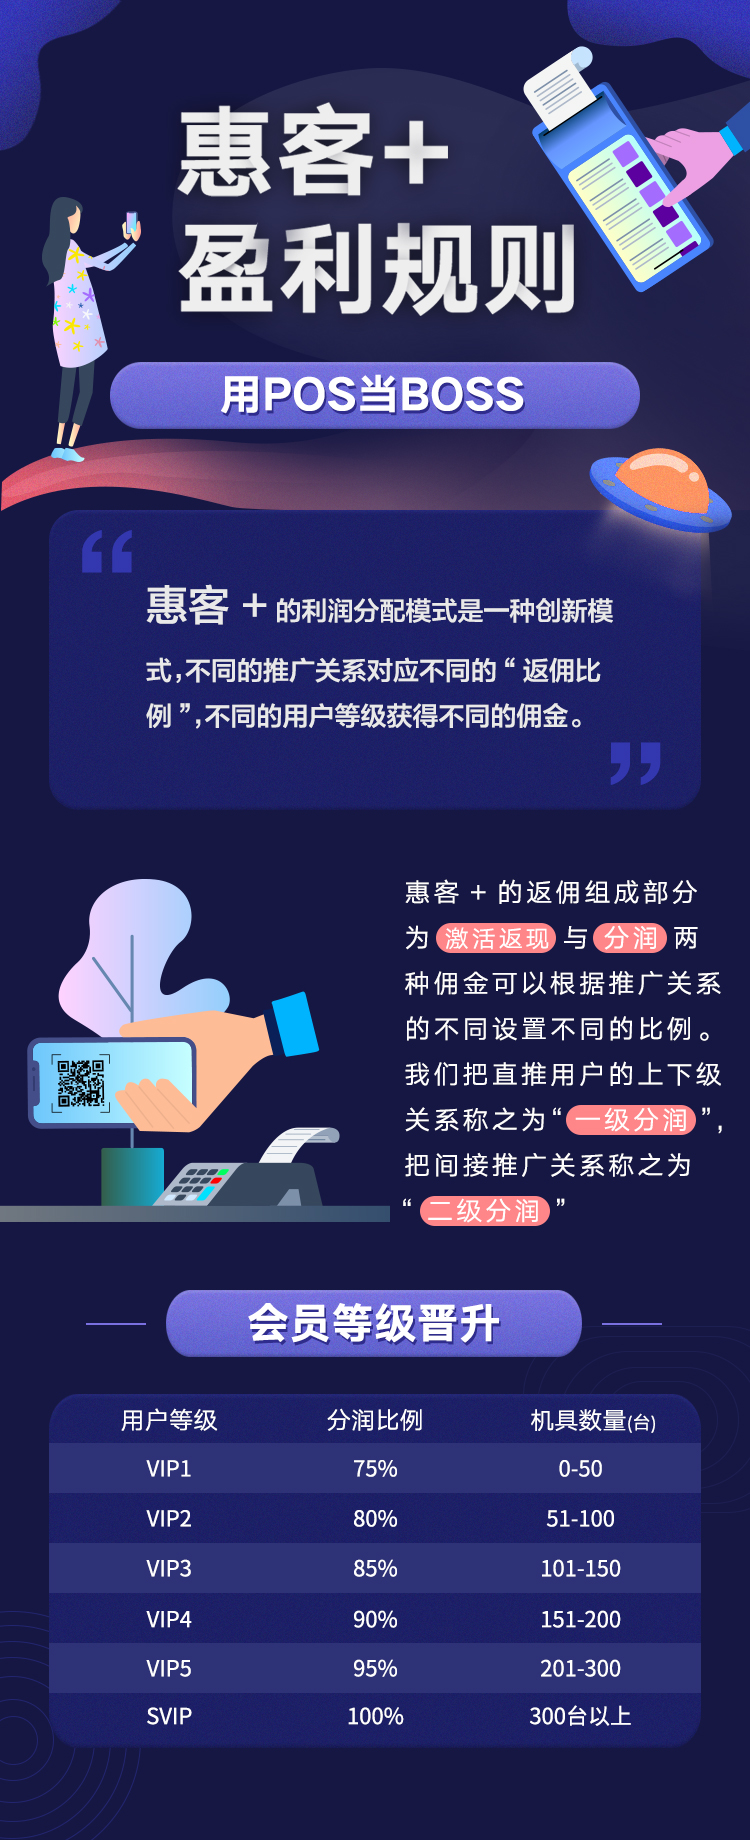 惠客+
盈利规则
用POS当BOSS
惠客 + 的利润分配模式是一种创新模
式,不同的推广关系对应不同的“ 返佣比
例 ”,不同的用户等级获得不同的佣金。
惠客 + 的返佣组成部分
为 激活返现 与 分润 两
种佣金可以根据推广关系
的不同设置不同的比例。
我们把直推用户的上下级
关系称之为“ 一级分润 ”,
把间接推广关系称之为
“ 二级分润 ”
会员等级晋升
用户等级 分润比例 机具数量(台)
VIP1 75% 0-50
VIP2 80% 51-100
VIP3 85% 101-150
VIP4 90% 151-200
VIP5 95% 201-300
SVIP 100% 300台以上